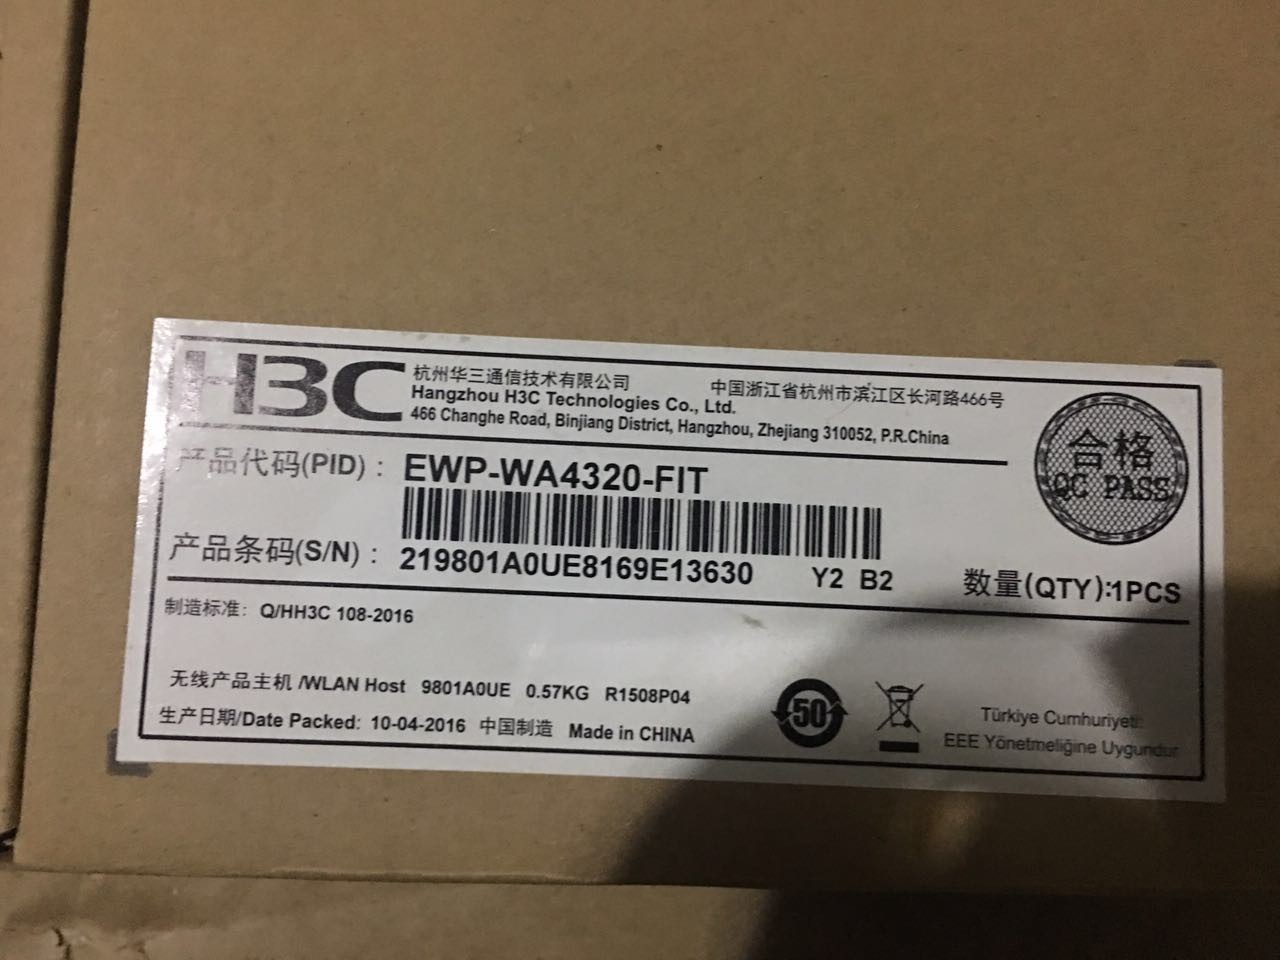 H3C
杭州华三通信技术有限公司 中国浙江省杭州市滨江区长河路466号
Hangzhou H3C Technologies Co., Ltd.
466 Changhe Road, Binjiang District, Hangzhou, Zhejiang 310052, P.R.China
合格
QC PASS
产品代码(PID)： EWP-WA4320-FIT
产品条码(S/N)： 219801A0UE8169E13630 Y2 B2 数量(QTY):1PCS
制造标准: Q/HH3C 108-2016
无线产品主机 /WLAN Host 9801A0UE 0.57KG R1508P04
生产日期/Date Packed: 10-04-2016 中国制造 Made in CHINA
50
Türkiye Cumhuriyeti:
EEE Yönetmeliğine Uygundur